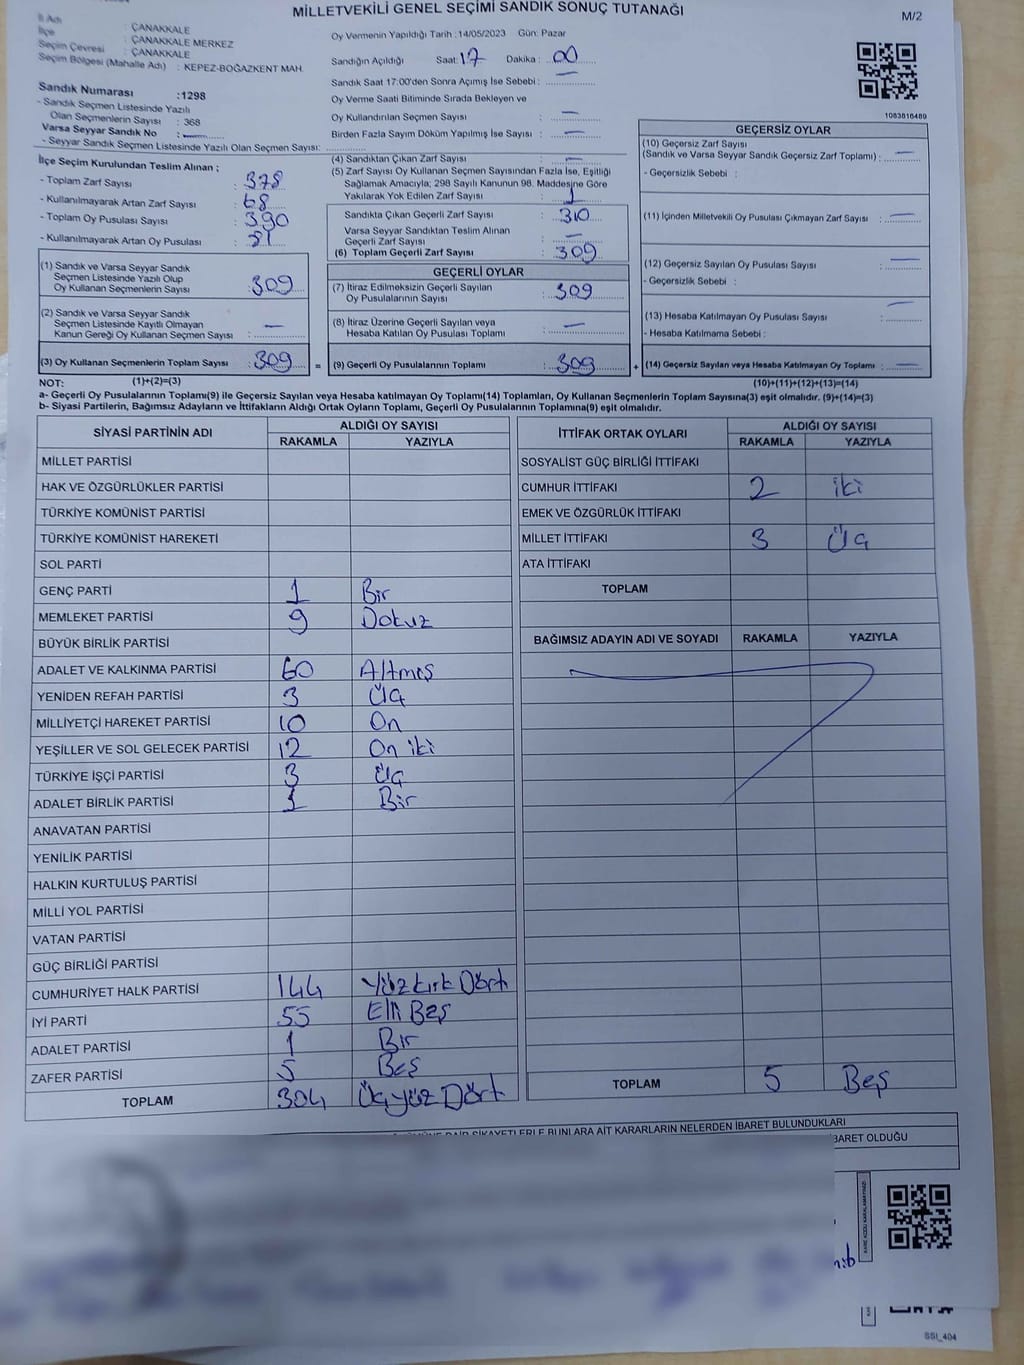 MİLLETVEKİLİ GENEL SEÇİMİ SANDIK SONUÇ TUTANAĞI
M/2
İl Adı : ÇANAKKALE
İlçe : ÇANAKKALE MERKEZ
Seçim Çevresi : ÇANAKKALE
Seçim Bölgesi (Mahalle Adı) : KEPEZ-BOĞAZKENT MAH.
Sandık Numarası :1298
- Sandık Seçmen Listesinde Yazılı
Olan Seçmenlerin Sayısı : 368
Varsa Seyyar Sandık No : —
- Seyyar Sandık Seçmen Listesinde Yazılı Olan Seçmen Sayısı:
Oy Vermenin Yapıldığı Tarih :14/05/2023 Gün: Pazar
Sandığın Açıldığı Saat: 17 Dakika : 00
Sandık Saat 17:00'den Sonra Açımış İse Sebebi : —
Oy Verme Saati Bitiminde Sırada Bekleyen ve
Oy Kullandırılan Seçmen Sayısı : —
Birden Fazla Sayım Döküm Yapılmış İse Sayısı : —
1083816489
İlçe Seçim Kurulundan Teslim Alınan ;
- Toplam Zarf Sayısı : 378
- Kullanılmayarak Artan Zarf Sayısı : 68
- Toplam Oy Pusulası Sayısı : 390
- Kullanılmayarak Artan Oy Pusulası : 81
(4) Sandıktan Çıkan Zarf Sayısı : —
(5) Zarf Sayısı Oy Kullanan Seçmen Sayısından Fazla İse, Eşitliği
Sağlamak Amacıyla; 298 Sayılı Kanunun 98. Maddesine Göre
Yakılarak Yok Edilen Zarf Sayısı : 1
Sandıkta Çıkan Geçerli Zarf Sayısı : 310
Varsa Seyyar Sandıktan Teslim Alınan
Geçerli Zarf Sayısı : —
(6) Toplam Geçerli Zarf Sayısı : 309
GEÇERSİZ OYLAR
(10) Geçersiz Zarf Sayısı
(Sandık ve Varsa Seyyar Sandık Geçersiz Zarf Toplamı) : —
- Geçersizlik Sebebi :
(11) İçinden Milletvekili Oy Pusulası Çıkmayan Zarf Sayısı : —
(12) Geçersiz Sayılan Oy Pusulası Sayısı : —
- Geçersizlik Sebebi :
(13) Hesaba Katılmayan Oy Pusulası Sayısı : —
- Hesaba Katılmama Sebebi :
(14) Geçersiz Sayılan veya Hesaba Katılmayan Oy Toplamı : —
(1) Sandık ve Varsa Seyyar Sandık
Seçmen Listesinde Yazılı Olup
Oy Kullanan Seçmenlerin Sayısı : 309
(2) Sandık ve Varsa Seyyar Sandık
Seçmen Listesinde Kayıtlı Olmayan
Kanun Gereği Oy Kullanan Seçmen Sayısı : —
(3) Oy Kullanan Seçmenlerin Toplam Sayısı : 309 =
GEÇERLİ OYLAR
(7) İtiraz Edilmeksizin Geçerli Sayılan
Oy Pusulalarının Sayısı : 309
(8) İtiraz Üzerine Geçerli Sayılan veya
Hesaba Katılan Oy Pusulası Toplamı : —
(9) Geçerli Oy Pusulalarının Toplamı : 309 +
NOT: (1)+(2)=(3) (10)+(11)+(12)+(13)=(14)
a- Geçerli Oy Pusulalarının Toplamı(9) ile Geçersiz Sayılan veya Hesaba katılmayan Oy Toplamı(14) Toplamları, Oy Kullanan Seçmenlerin Toplam Sayısına(3) eşit olmalıdır. (9)+(14)=(3)
b- Siyasi Partilerin, Bağımsız Adayların ve İttifakların Aldığı Ortak Oyların Toplamı, Geçerli Oy Pusulalarının Toplamına(9) eşit olmalıdır.
SİYASİ PARTİNİN ADI ALDIĞI OY SAYISI
RAKAMLA YAZIYLA
MİLLET PARTİSİ
HAK VE ÖZGÜRLÜKLER PARTİSİ
TÜRKİYE KOMÜNİST PARTİSİ
TÜRKİYE KOMÜNİST HAREKETİ
SOL PARTİ
GENÇ PARTİ 1 Bir
MEMLEKET PARTİSİ 9 Dokuz
BÜYÜK BİRLİK PARTİSİ
ADALET VE KALKINMA PARTİSİ 60 Altmış
YENİDEN REFAH PARTİSİ 3 Üç
MİLLİYETÇİ HAREKET PARTİSİ 10 On
YEŞİLLER VE SOL GELECEK PARTİSİ 12 On iki
TÜRKİYE İŞÇİ PARTİSİ 3 Üç
ADALET BİRLİK PARTİSİ 1 Bir
ANAVATAN PARTİSİ
YENİLİK PARTİSİ
HALKIN KURTULUŞ PARTİSİ
MİLLİ YOL PARTİSİ
VATAN PARTİSİ
GÜÇ BİRLİĞİ PARTİSİ
CUMHURİYET HALK PARTİSİ 144 Yüz kırk Dört
İYİ PARTİ 55 Elli Beş
ADALET PARTİSİ 1 Bir
ZAFER PARTİSİ 5 Beş
TOPLAM 304 Üçyüz Dört
İTTİFAK ORTAK OYLARI ALDIĞI OY SAYISI
RAKAMLA YAZIYLA
SOSYALİST GÜÇ BİRLİĞİ İTTİFAKI
CUMHUR İTTİFAKI 2 iki
EMEK VE ÖZGÜRLÜK İTTİFAKI
MİLLET İTTİFAKI 3 Üç
ATA İTTİFAKI
TOPLAM
BAĞIMSIZ ADAYIN ADI VE SOYADI RAKAMLA YAZIYLA
TOPLAM 5 Beş
ŞİKAYETLERLE BUNLARA AİT KARARLARIN NELERDEN İBARET BULUNDUKLARI
İBARET OLDUĞU
SSI_404